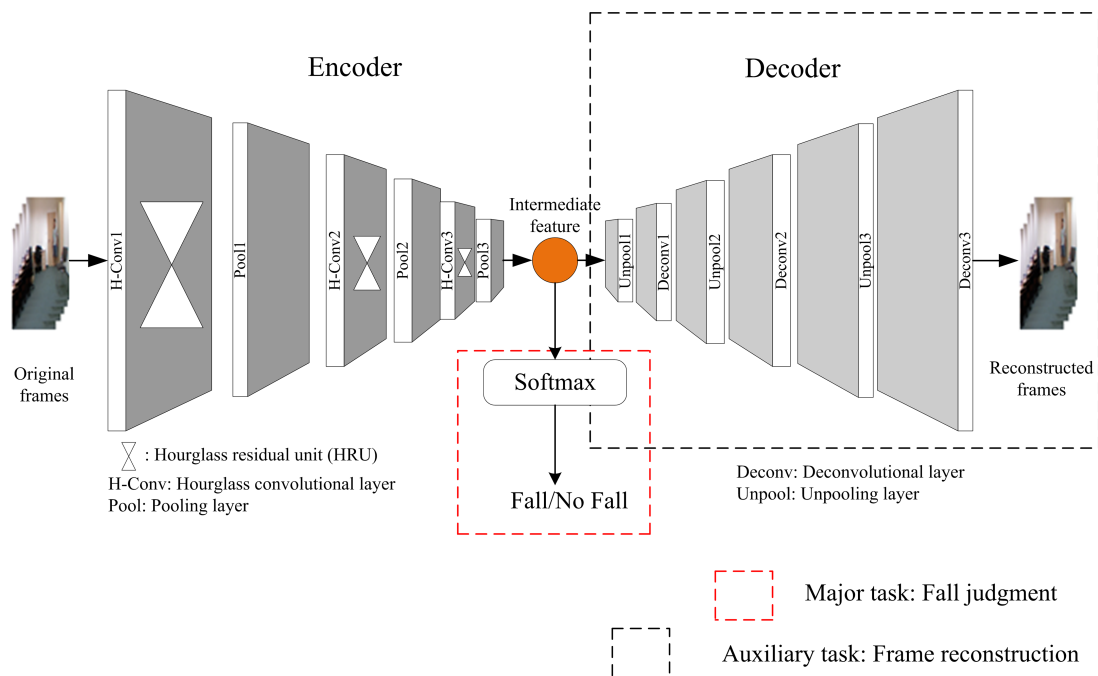 Encoder
Decoder
H-Conv1
Pool1
H-Conv2
Pool2
H-Conv3
Pool3
Intermediate
feature
Unpool1
Deconv1
Unpool2
Deconv2
Unpool3
Deconv3
Original
frames
Reconstructed
frames
Softmax
Fall/No Fall
: Hourglass residual unit (HRU)
H-Conv: Hourglass convolutional layer
Pool: Pooling layer
Deconv: Deconvolutional layer
Unpool: Unpooling layer
Major task: Fall judgment
Auxiliary task: Frame reconstruction